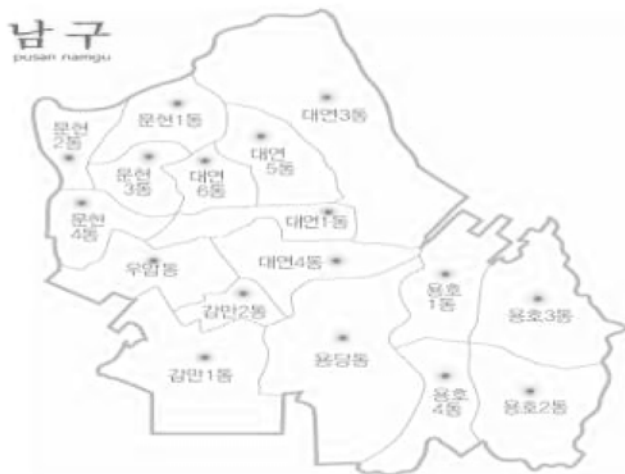 남구
pusan namgu
대연3동
문현1동
문현
2동
대연
5동
문현
3동
대연
6동
문현
4동
대연1동
우암동
대연4동
감만2동
용호
1동
용호3동
감만1동
용당동
용호
4동
용호2동